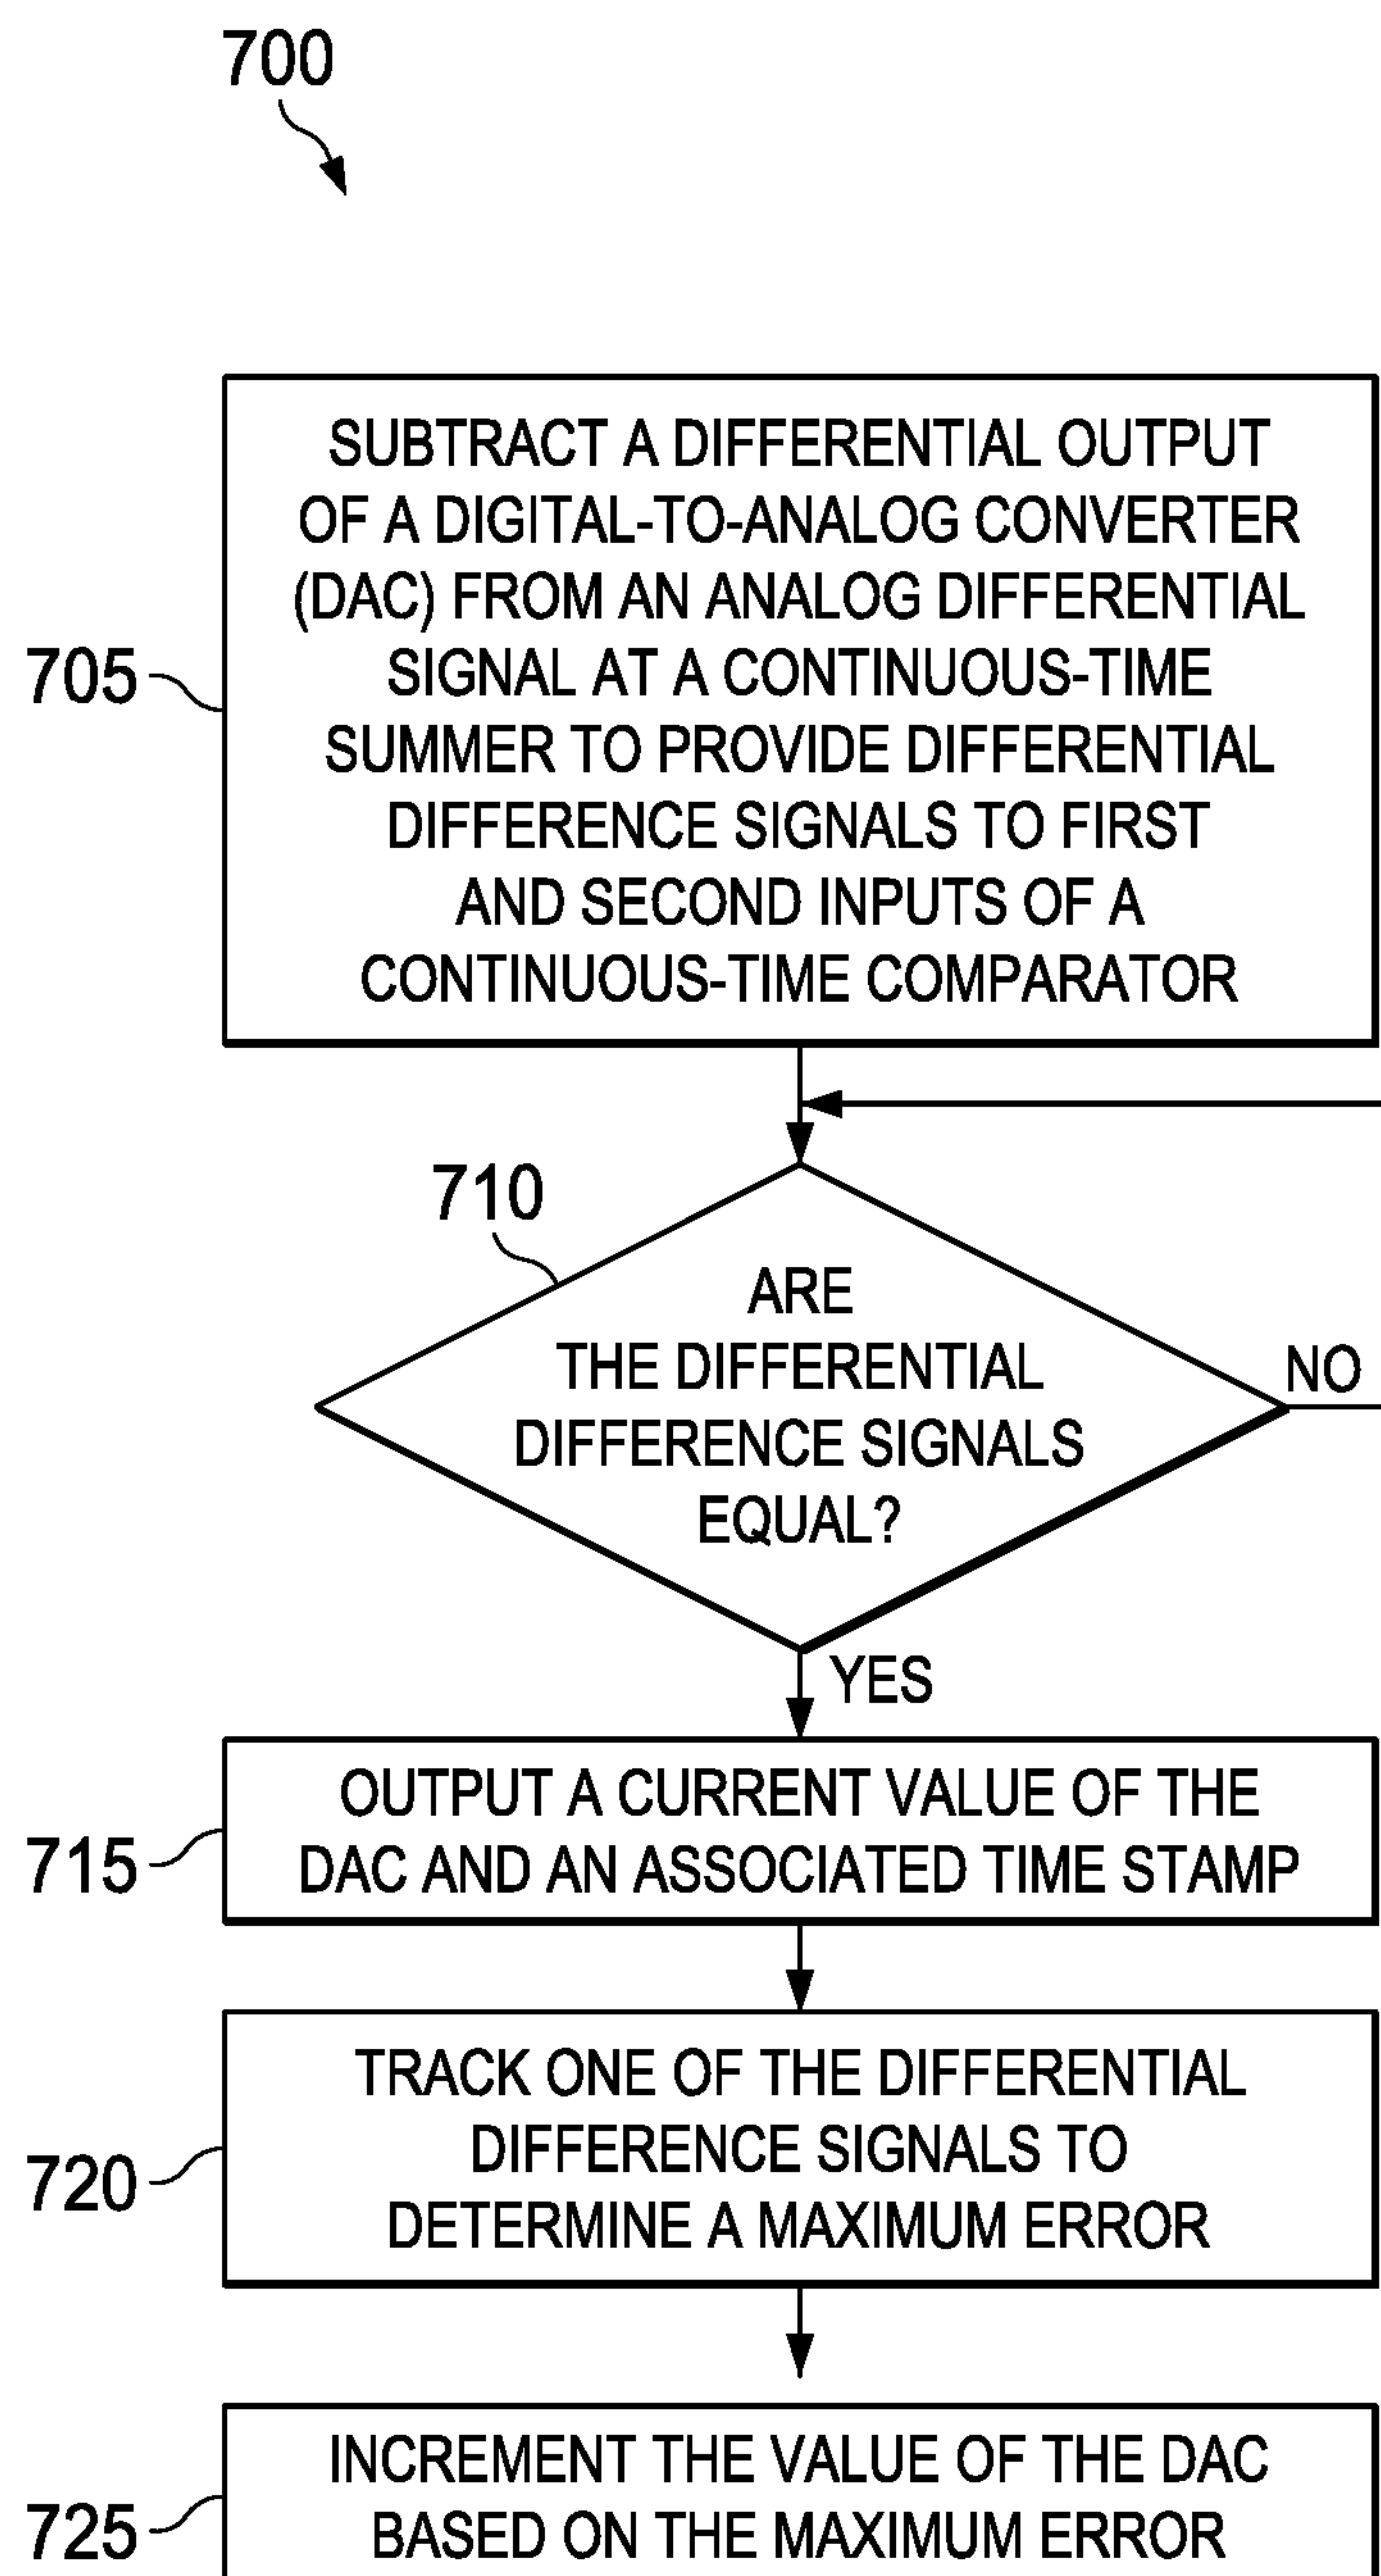 700
SUBTRACT A DIFFERENTIAL OUTPUT
OF A DIGITAL-TO-ANALOG CONVERTER
(DAC) FROM AN ANALOG DIFFERENTIAL
SIGNAL AT A CONTINUOUS-TIME
SUMMER TO PROVIDE DIFFERENTIAL
DIFFERENCE SIGNALS TO FIRST
AND SECOND INPUTS OF A
CONTINUOUS-TIME COMPARATOR
705
710
ARE
THE DIFFERENTIAL
DIFFERENCE SIGNALS
EQUAL?
NO
YES
OUTPUT A CURRENT VALUE OF THE
DAC AND AN ASSOCIATED TIME STAMP
715
TRACK ONE OF THE DIFFERENTIAL
DIFFERENCE SIGNALS TO
DETERMINE A MAXIMUM ERROR
720
INCREMENT THE VALUE OF THE DAC
BASED ON THE MAXIMUM ERROR
725